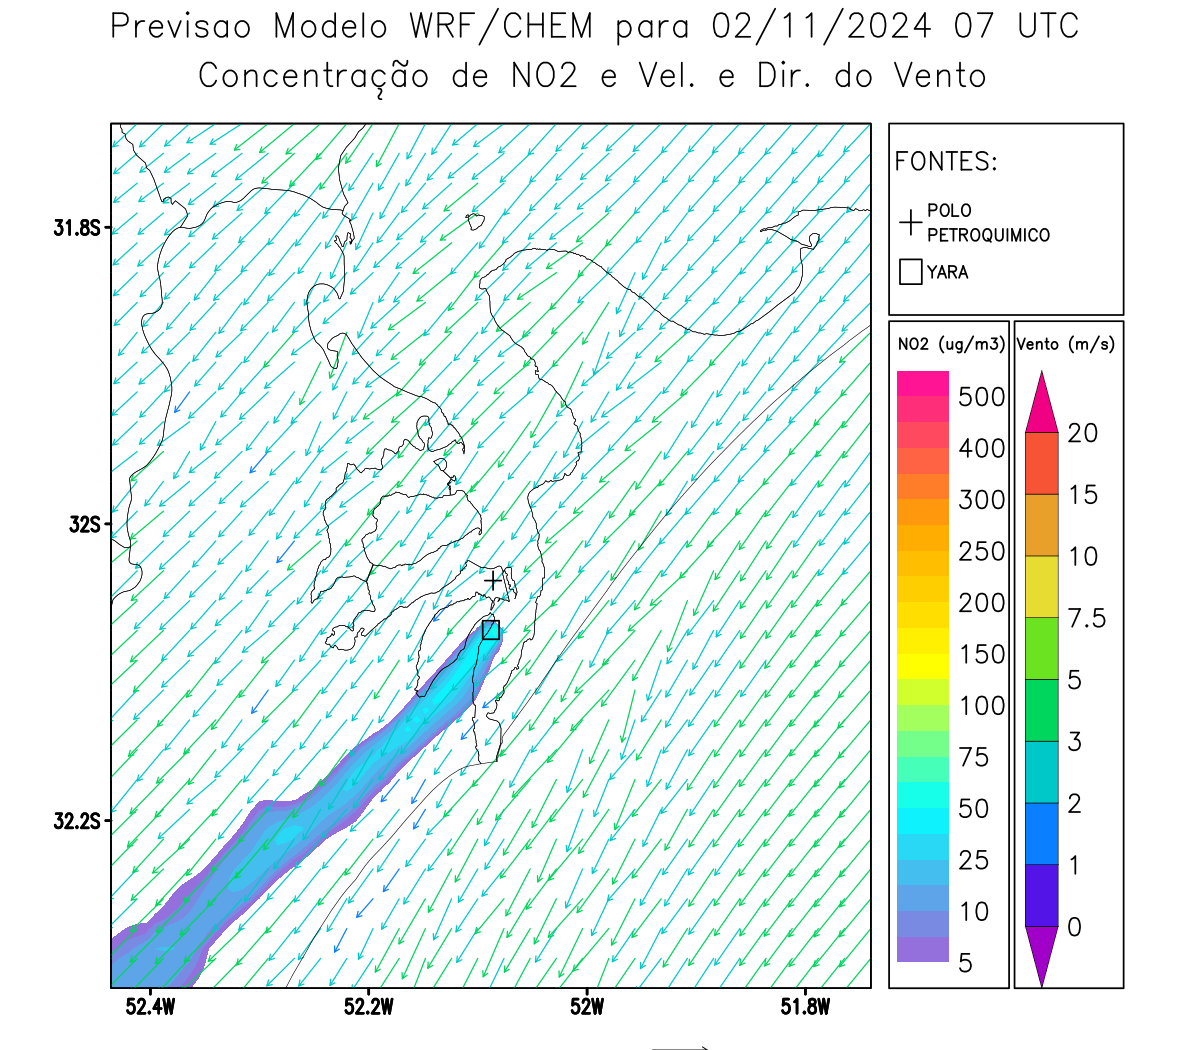 Previsao Modelo WRF/CHEM para 02/11/2024 07 UTC
Concentração de NO2 e Vel. e Dir. do Vento
FONTES:
POLO
PETROQUIMICO
YARA
31.8S
32S
32.2S
52.4W
52.2W
52W
51.8W
NO2 (ug/m3)
500
400
300
250
200
150
100
75
50
25
10
5
Vento (m/s)
20
15
10
7.5
5
3
2
1
0